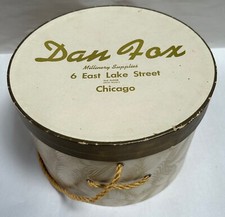 Dan Fox
Millinery Supplies
6 East Lake Street
Chicago